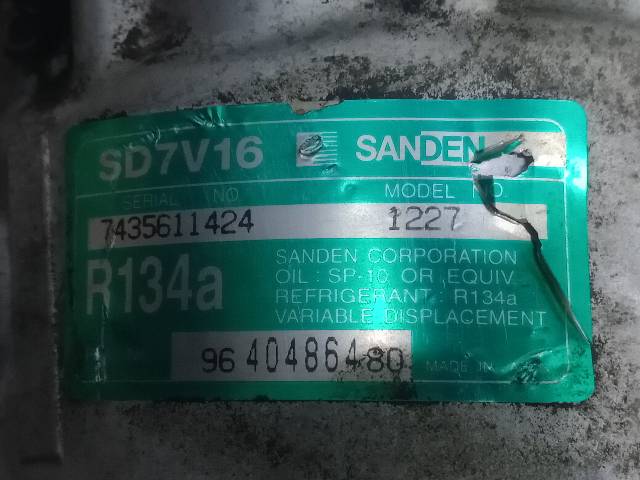 SD7V16 SANDEN
SERIAL NO. MODEL NO.
7435611424 1227
R134a
SANDEN CORPORATION
OIL : SP-10 OR EQUIV
REFRIGERANT : R134a
VARIABLE DISPLACEMENT
96 404864 80 MADE IN